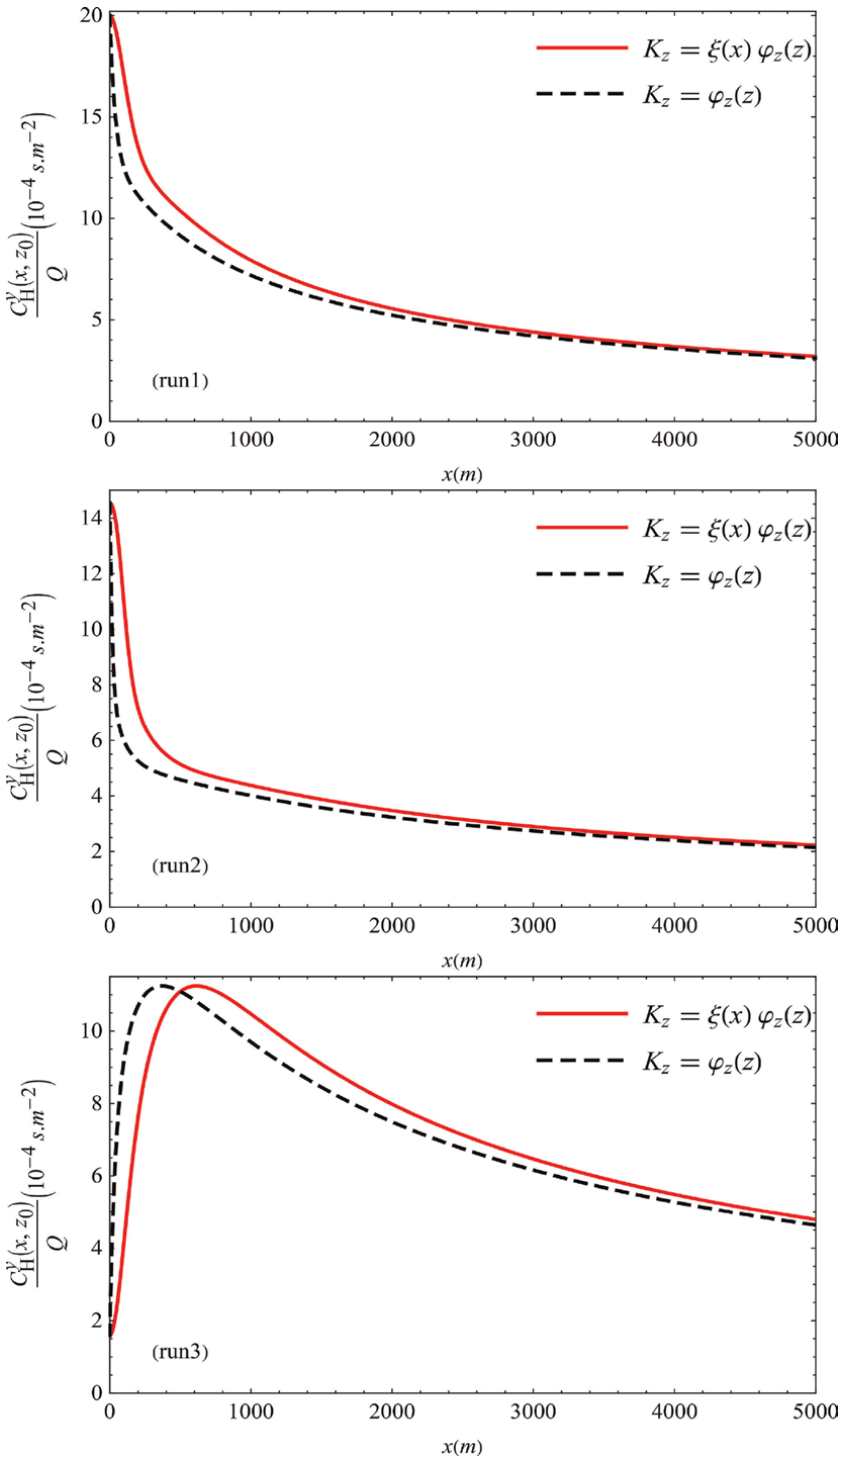 20
15
10
5
0
C_H^y(x, z₀)/Q (10⁻⁴ s.m⁻²)
K_z = ξ(x) φ_z(z)
K_z = φ_z(z)
(run1)
0 1000 2000 3000 4000 5000
x(m)
14
12
10
8
6
4
2
0
C_H^y(x, z₀)/Q (10⁻⁴ s.m⁻²)
K_z = ξ(x) φ_z(z)
K_z = φ_z(z)
(run2)
0 1000 2000 3000 4000 5000
x(m)
10
8
6
4
2
0
C_H^y(x, z₀)/Q (10⁻⁴ s.m⁻²)
K_z = ξ(x) φ_z(z)
K_z = φ_z(z)
(run3)
0 1000 2000 3000 4000 5000
x(m)